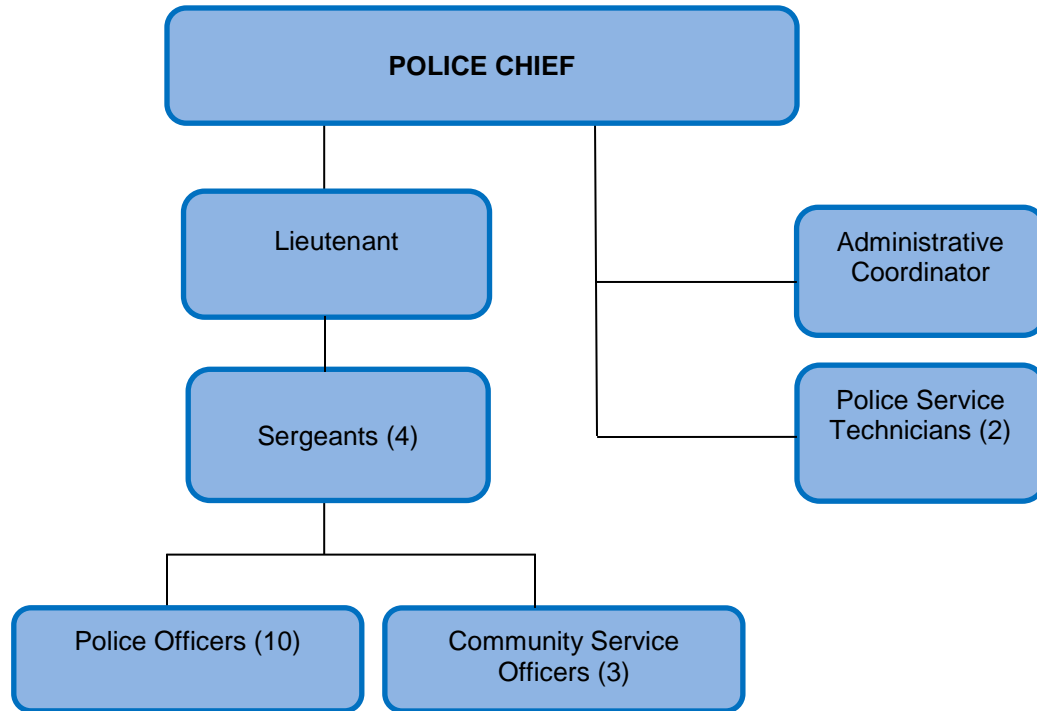 POLICE CHIEF
Lieutenant
Administrative
Coordinator
Sergeants (4)
Police Service
Technicians (2)
Police Officers (10)
Community Service
Officers (3)